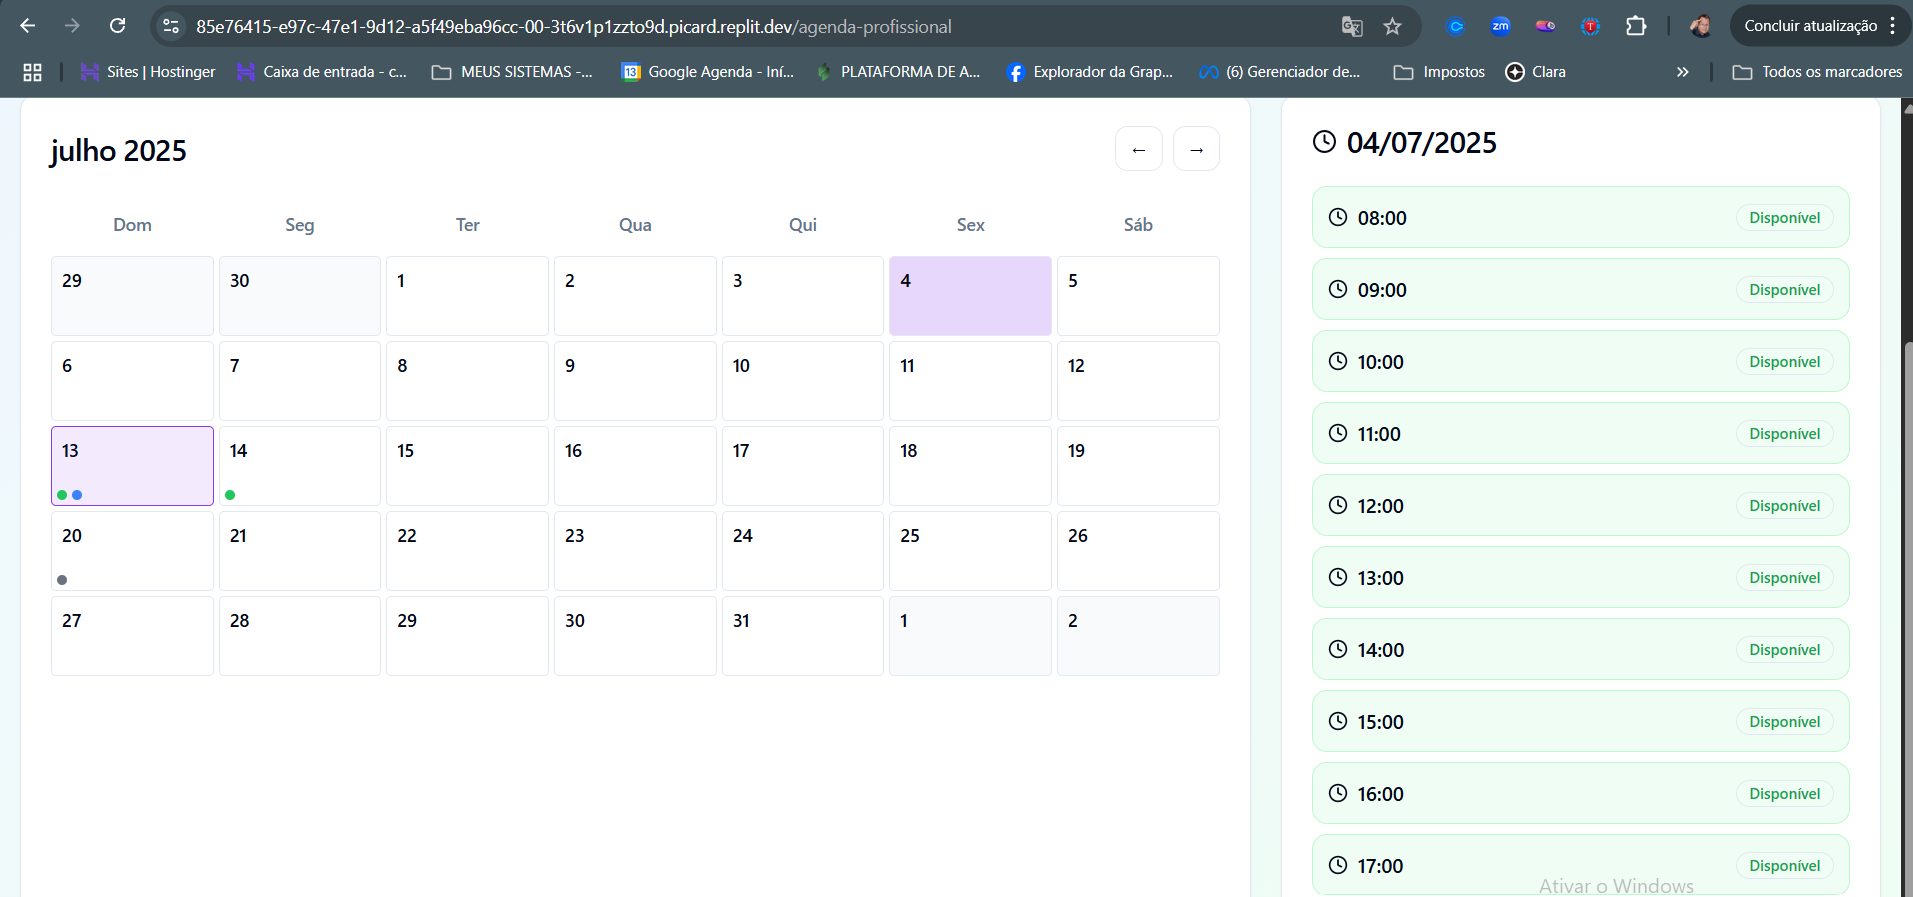 85e76415-e97c-47e1-9d12-a5f49eba96cc-00-3t6v1p1zzto9d.picard.replit.dev/agenda-profissional
zm
T
Concluir atualização
Sites | Hostinger
Caixa de entrada - c...
MEUS SISTEMAS -...
13
Google Agenda - Iní...
PLATAFORMA DE A...
Explorador da Grap...
(6) Gerenciador de...
Impostos
Clara
»
Todos os marcadores
julho 2025
← →
Dom Seg Ter Qua Qui Sex Sáb
29 30 1 2 3 4 5
6 7 8 9 10 11 12
13 14 15 16 17 18 19
20 21 22 23 24 25 26
27 28 29 30 31 1 2
04/07/2025
08:00 Disponível
09:00 Disponível
10:00 Disponível
11:00 Disponível
12:00 Disponível
13:00 Disponível
14:00 Disponível
15:00 Disponível
16:00 Disponível
17:00 Disponível
Ativar o Windows